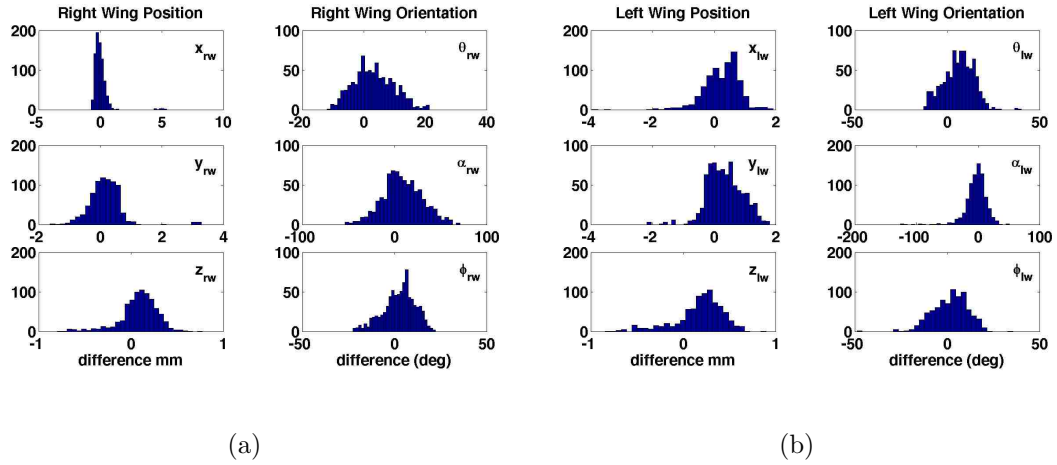 Right Wing Position Right Wing Orientation Left Wing Position Left Wing Orientation
200 100 200 100
x_rw θ_rw x_lw θ_lw
100 50 100 50
0 0 0 0
-5 0 5 10 -20 0 20 40 -4 -2 0 2 -50 0 50
200 100 100 200
y_rw α_rw y_lw α_lw
100 50 50 100
0 0 0 0
-2 0 2 4 -100 0 100 -4 -2 0 2 -200 -100 0 100
200 100 200 200
z_rw ϕ_rw z_lw ϕ_lw
100 50 100 100
0 0 0 0
1 0 1 -50 0 50 1 0 1 -50 0 50
difference mm difference (deg) difference mm difference (deg)
(a) (b)